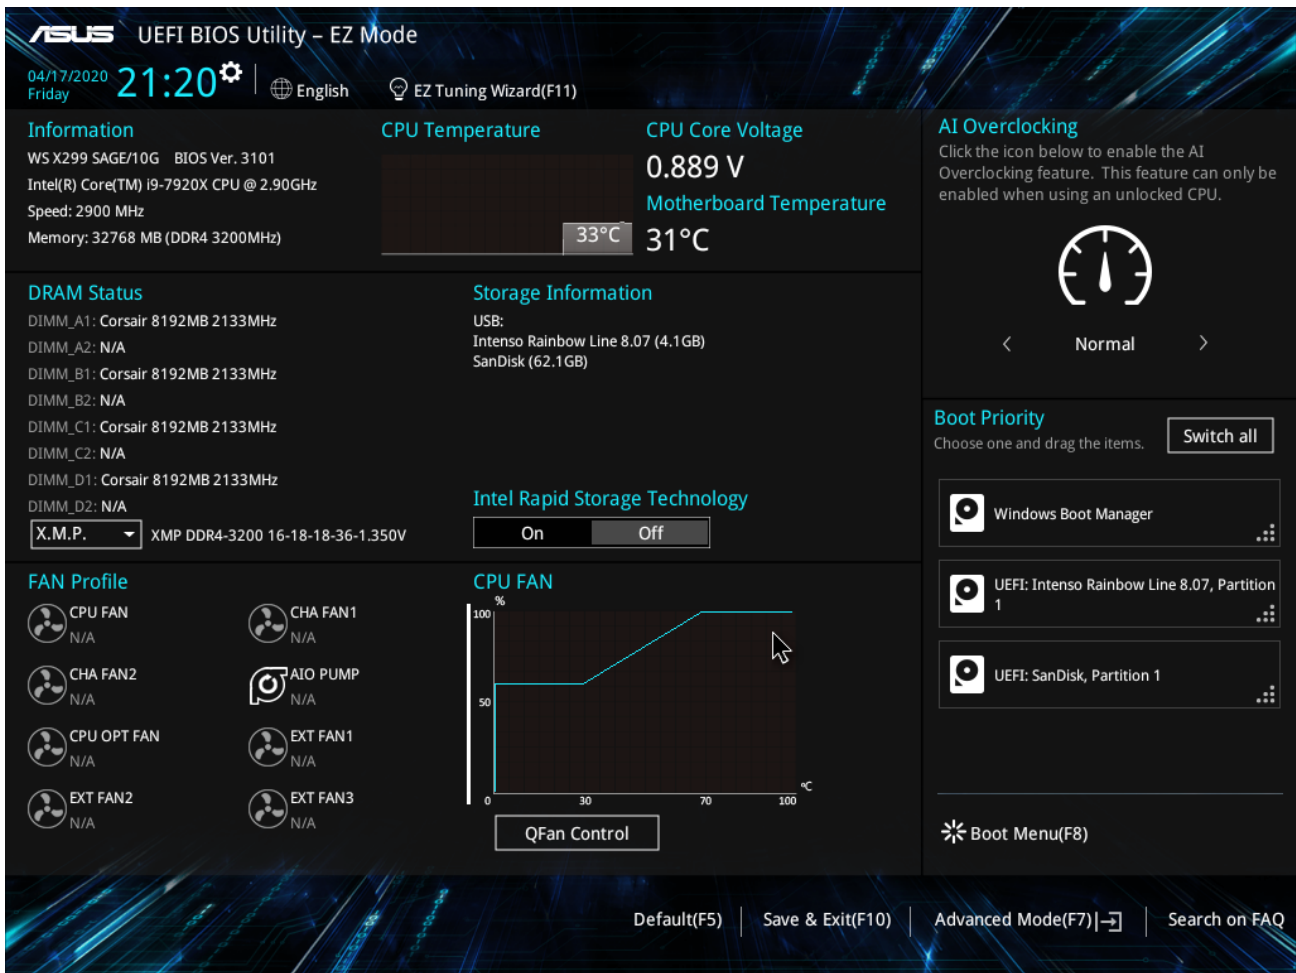 ASUS UEFI BIOS Utility – EZ Mode
04/17/2020
Friday
21:20
English
EZ Tuning Wizard(F11)
Information
WS X299 SAGE/10G BIOS Ver. 3101
Intel(R) Core(TM) i9-7920X CPU @ 2.90GHz
Speed: 2900 MHz
Memory: 32768 MB (DDR4 3200MHz)
CPU Temperature
33°C
CPU Core Voltage
0.889 V
Motherboard Temperature
31°C
AI Overclocking
Click the icon below to enable the AI
Overclocking feature. This feature can only be
enabled when using an unlocked CPU.
Normal
DRAM Status
DIMM_A1: Corsair 8192MB 2133MHz
DIMM_A2: N/A
DIMM_B1: Corsair 8192MB 2133MHz
DIMM_B2: N/A
DIMM_C1: Corsair 8192MB 2133MHz
DIMM_C2: N/A
DIMM_D1: Corsair 8192MB 2133MHz
DIMM_D2: N/A
X.M.P.
XMP DDR4-3200 16-18-18-36-1.350V
Storage Information
USB:
Intenso Rainbow Line 8.07 (4.1GB)
SanDisk (62.1GB)
Intel Rapid Storage Technology
On Off
Boot Priority
Choose one and drag the items.
Switch all
Windows Boot Manager
UEFI: Intenso Rainbow Line 8.07, Partition
1
UEFI: SanDisk, Partition 1
Boot Menu(F8)
FAN Profile
CPU FAN
N/A
CHA FAN1
N/A
CHA FAN2
N/A
AIO PUMP
N/A
CPU OPT FAN
N/A
EXT FAN1
N/A
EXT FAN2
N/A
EXT FAN3
N/A
CPU FAN
%
100
50
0 30 70 100
°C
QFan Control
Default(F5)
Save & Exit(F10)
Advanced Mode(F7)
Search on FAQ